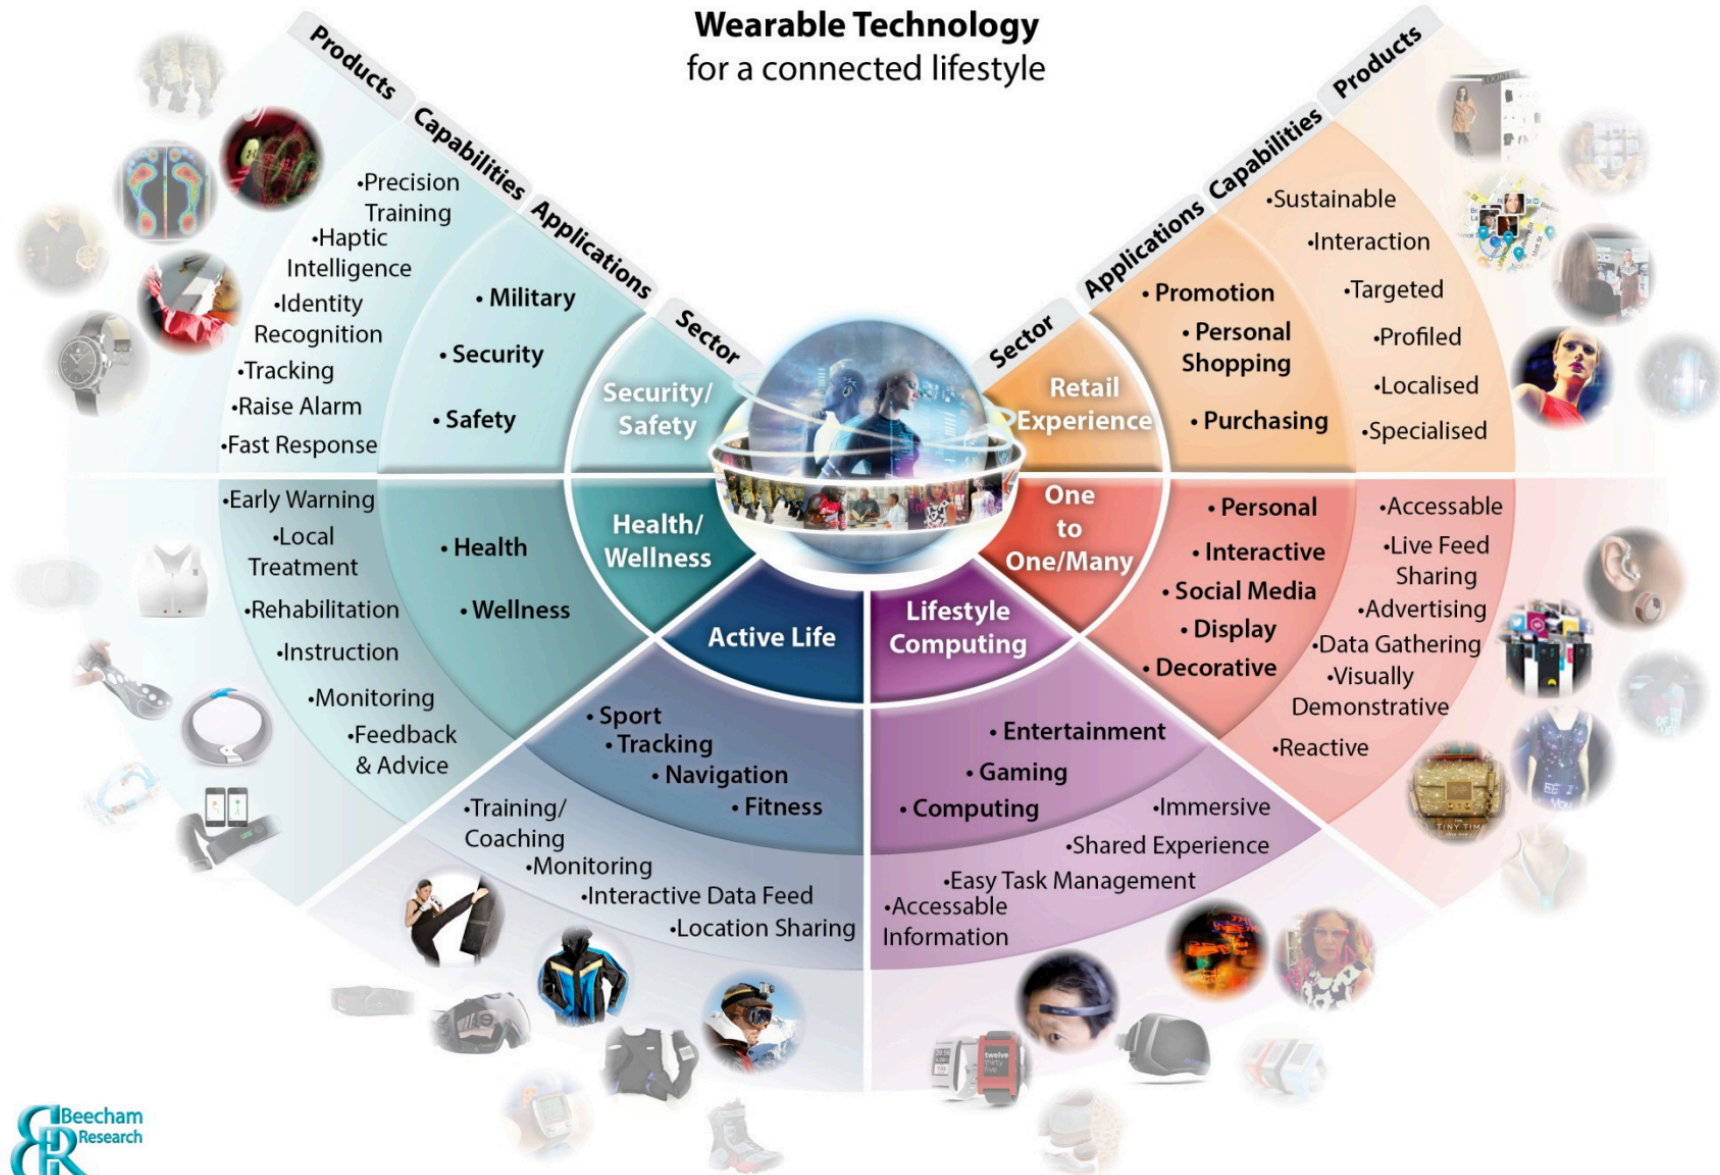 Wearable Technology
for a connected lifestyle
Products
Capabilities
Applications
Sector
Sector
Applications
Capabilities
Products
•Precision
Training
•Haptic
Intelligence
•Identity
Recognition
•Tracking
•Raise Alarm
•Fast Response
• Military
• Security
• Safety
Security/
Safety
Retail
Experience
• Promotion
• Personal
Shopping
• Purchasing
•Sustainable
•Interaction
•Targeted
•Profiled
•Localised
•Specialised
•Early Warning
•Local
Treatment
•Rehabilitation
•Instruction
•Monitoring
•Feedback
& Advice
• Health
• Wellness
Health/
Wellness
One
to
One/Many
• Personal
• Interactive
• Social Media
• Display
• Decorative
•Accessable
•Live Feed
Sharing
•Advertising
•Data Gathering
•Visually
Demonstrative
•Reactive
Active Life
• Sport
• Tracking
• Navigation
• Fitness
•Training/
Coaching
•Monitoring
•Interactive Data Feed
•Location Sharing
Lifestyle
Computing
• Entertainment
• Gaming
• Computing
•Immersive
•Shared Experience
•Easy Task Management
•Accessable
Information
TINY TIM
twelve
thirty
five
Beecham
Research